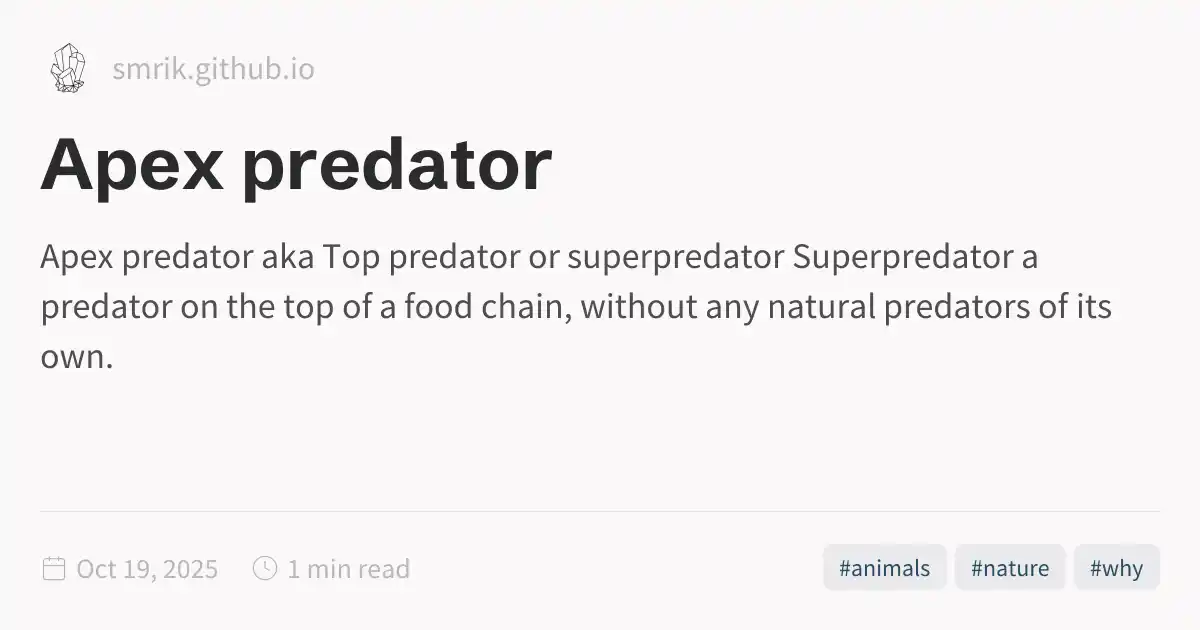 smrik.github.io
Apex predator
Apex predator aka Top predator or superpredator Superpredator a
predator on the top of a food chain, without any natural predators of its
own.
Oct 19, 2025 1 min read #animals #nature #why